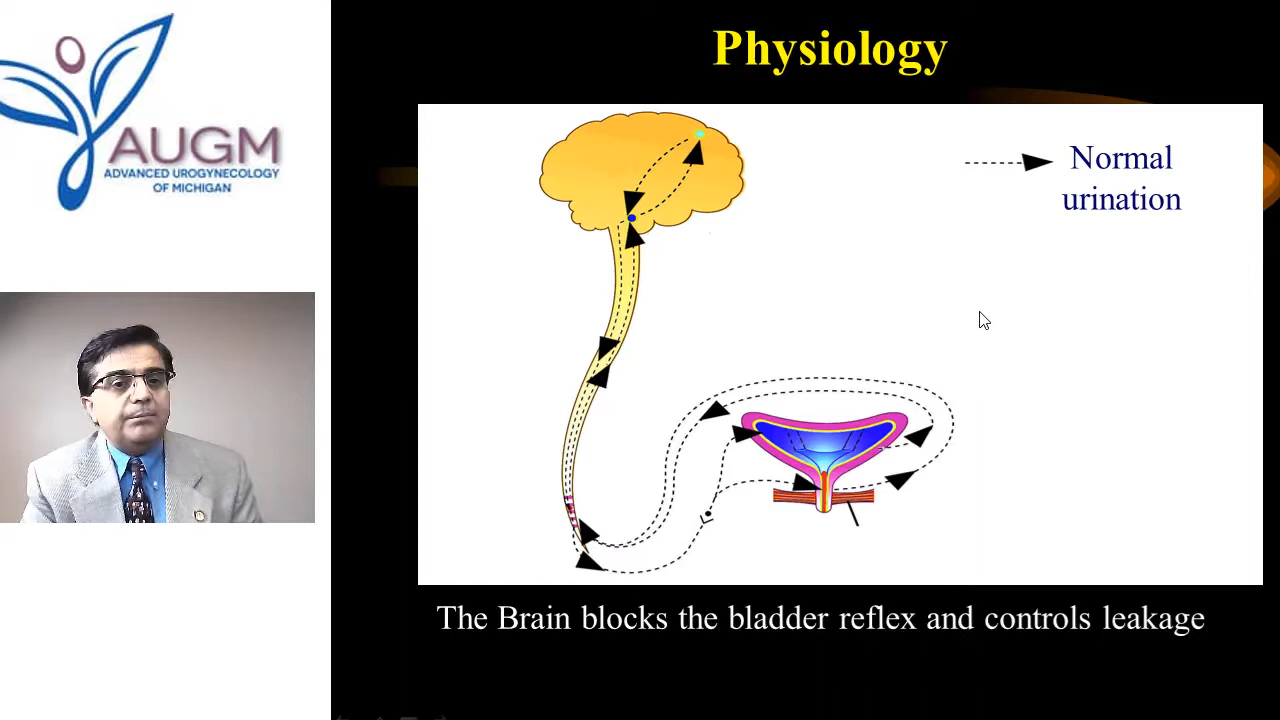 AUGM
ADVANCED UROGYNECOLOGY
OF MICHIGAN
Physiology
Normal
urination
The Brain blocks the bladder reflex and controls leakage